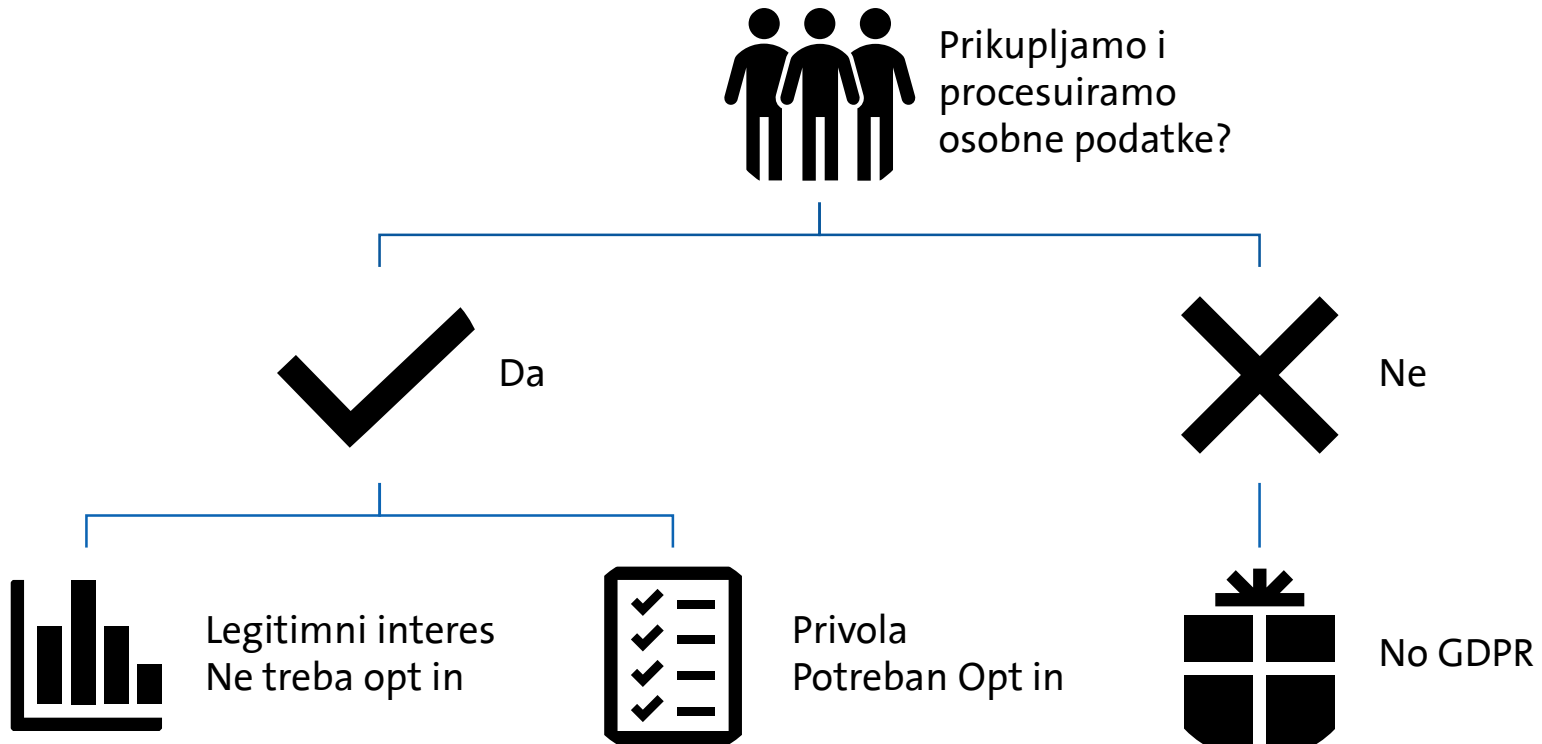 Prikupljamo i
procesuiramo
osobne podatke?
Da
Ne
Legitimni interes
Ne treba opt in
Privola
Potreban Opt in
No GDPR